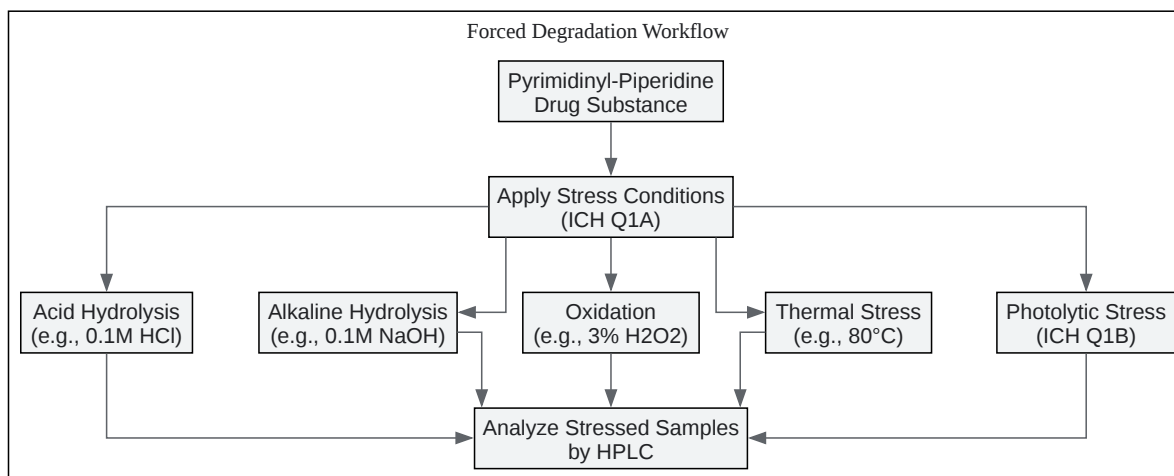 Forced Degradation Workflow
Pyrimidinyl-Piperidine
Drug Substance
Apply Stress Conditions
(ICH Q1A)
Acid Hydrolysis
(e.g., 0.1M HCl)
Alkaline Hydrolysis
(e.g., 0.1M NaOH)
Oxidation
(e.g., 3% H2O2)
Thermal Stress
(e.g., 80°C)
Photolytic Stress
(ICH Q1B)
Analyze Stressed Samples
by HPLC